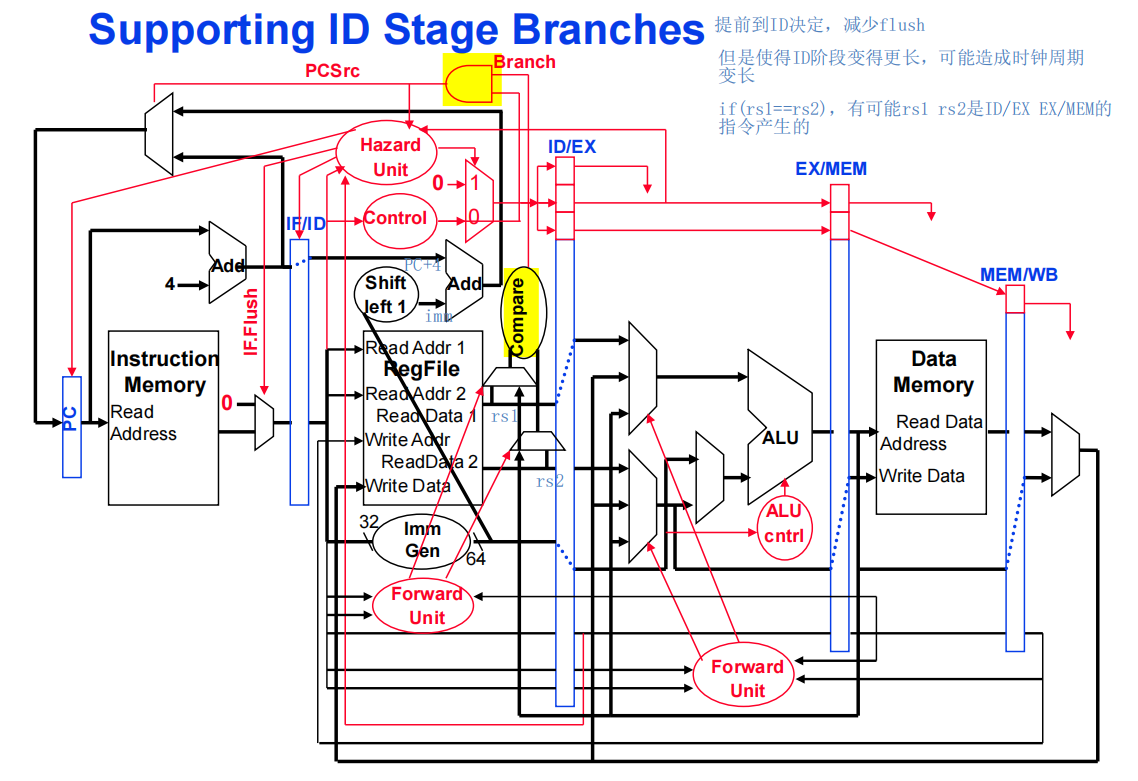 Supporting ID Stage Branches
提前到ID决定，减少flush
但是使得ID阶段变得更长，可能造成时钟周期
变长
if(rs1==rs2)，有可能rs1 rs2是ID/EX EX/MEM的
指令产生的
Branch
PCSrc
Hazard
Unit
ID/EX
EX/MEM
0
1
Control
0
IF/ID
Add
4
PC+4
Shift
left 1
Add
imm
Compare
MEM/WB
IF.Flush
Instruction
Memory
Read
Address
PC
0
Read Addr 1
RegFile
Read Addr 2
Read Data 1
Write Addr
ReadData 2
Write Data
rs1
rs2
ALU
Data
Memory
Read Data
Address
Write Data
ALU
cntrl
32
Imm
Gen
64
Forward
Unit
Forward
Unit